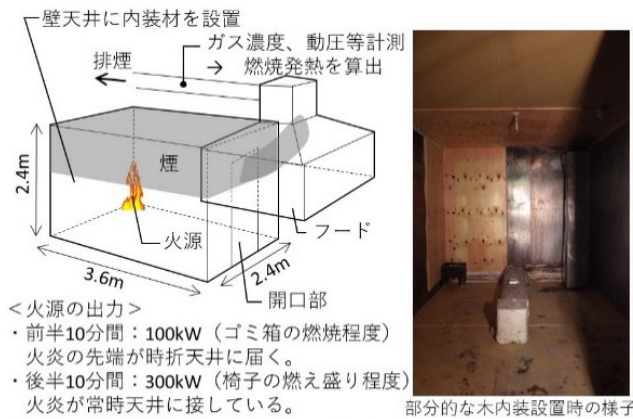 壁天井に内装材を設置
ガス濃度、動圧等計測
排煙 → 燃焼発熱を算出
煙
2.4m
火源
フード
3.6m
2.4m
開口部
<火源の出力>
・前半10分間：100kW（ゴミ箱の燃焼程度）
火炎の先端が時折天井に届く。
・後半10分間：300kW（椅子の燃え盛り程度）
火炎が常時天井に接している。
部分的な木内装設置時の様子